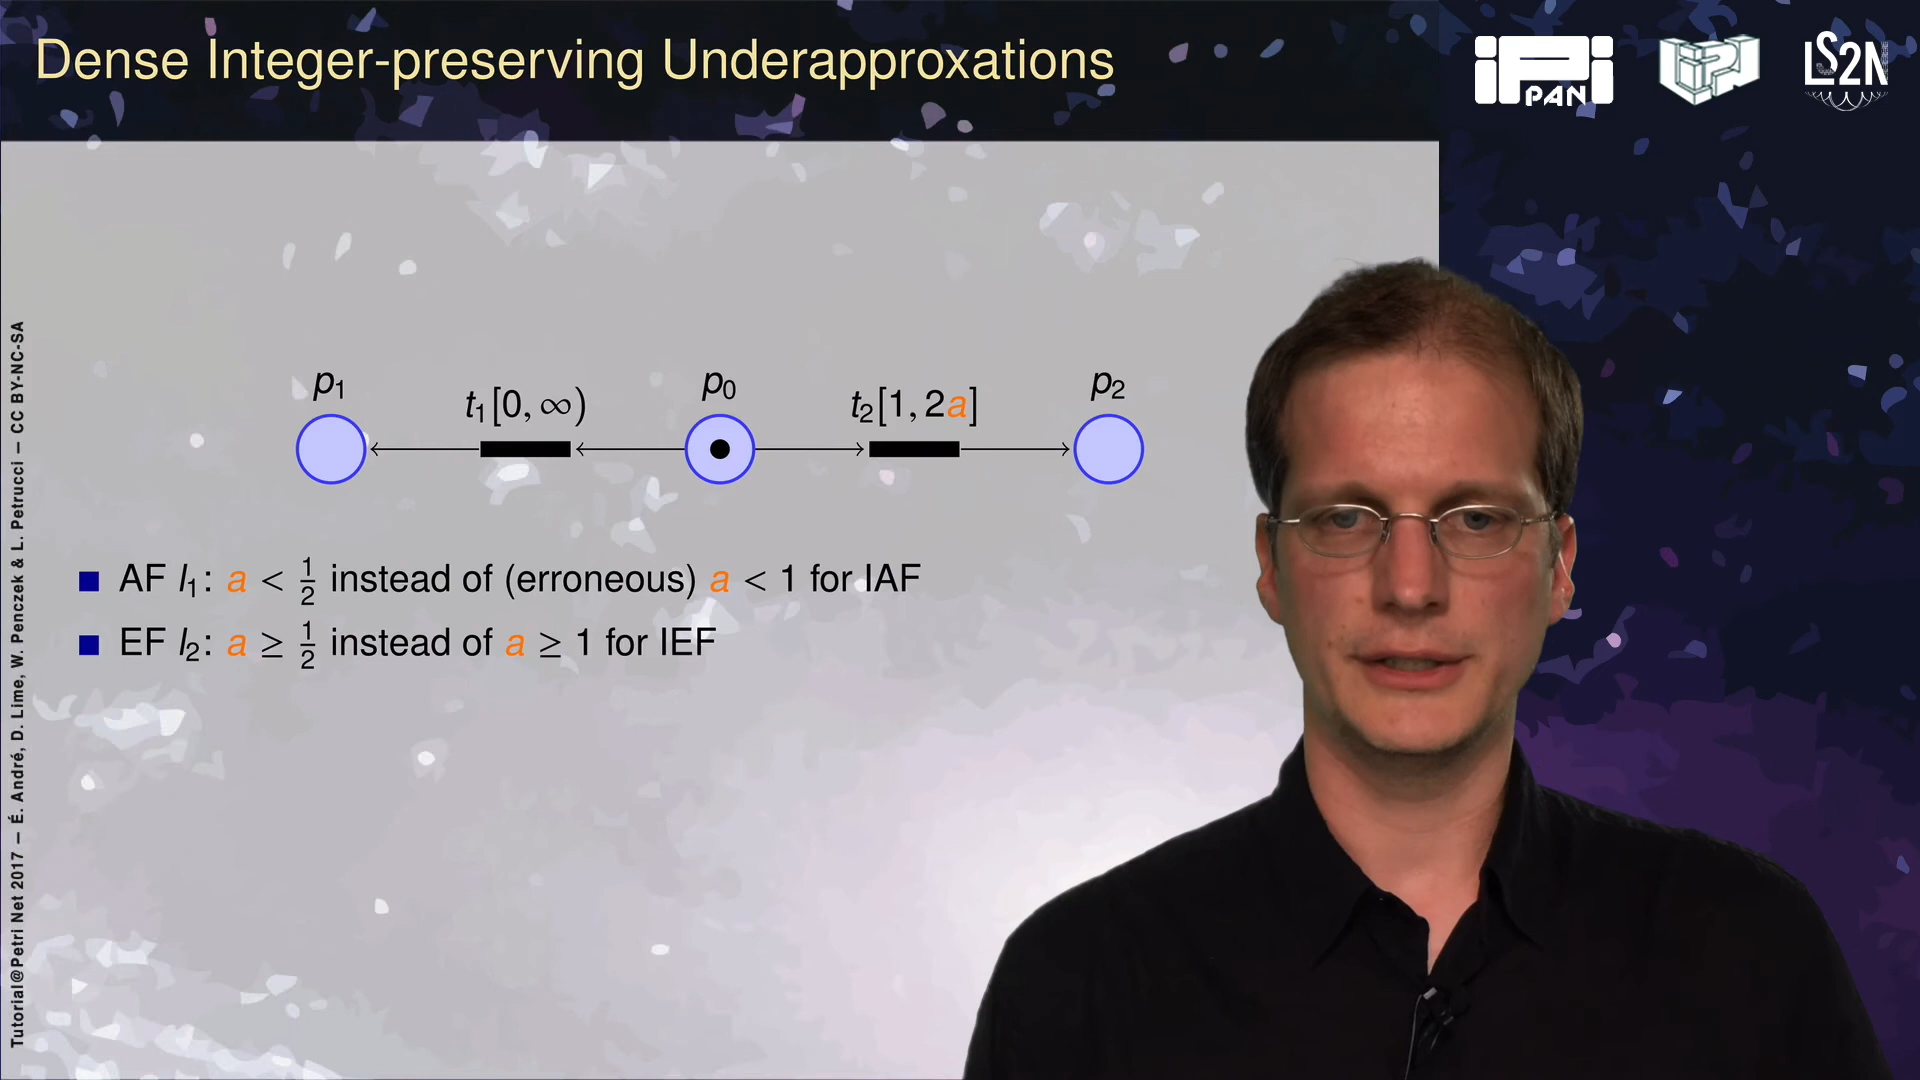 Dense Integer-preserving Underapproxations
iPi PAN
LIPN
LS2N
p₁
t₁[0, ∞)
p₀
t₂[1, 2a]
p₂
AF l₁: a < 1/2 instead of (erroneous) a < 1 for IAF
EF l₂: a ≥ 1/2 instead of a ≥ 1 for IEF
Tutorial@Petri Net 2017 — É. André, D. Lime, W. Penczek & L. Petrucci — CC BY-NC-SA